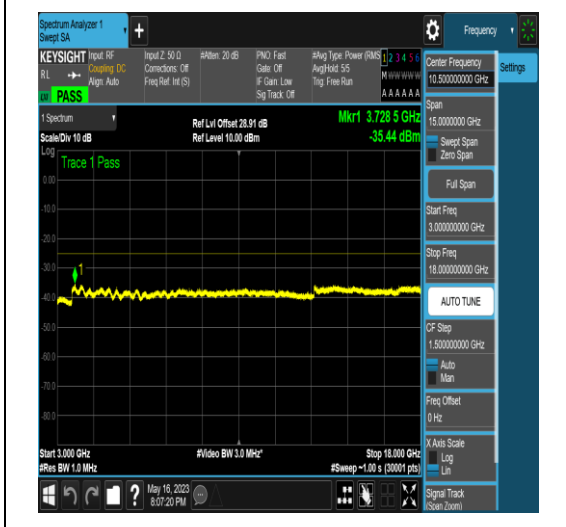 Spectrum Analyzer 1
Swept SA
+
Frequency
KEYSIGHT Input: RF Input Z: 50 Ω #Atten: 20 dB PNO: Fast #Avg Type: Power (RMS) 1 2 3 4 5 6
RL Coupling: DC Corrections: Off Gate: Off Avg|Hold: 5/5 M W W W W W
Align: Auto Freq Ref: Int (S) IF Gain: Low Trig: Free Run
PASS Sig Track: Off A A A A A A
1 Spectrum Ref Lvl Offset 28.91 dB Mkr1 3.728 5 GHz
Scale/Div 10 dB Ref Level 10.00 dBm -35.44 dBm
Log
Trace 1 Pass
0.00
-10.0
-20.0
-30.0
1
-40.0
-50.0
-60.0
-70.0
-80.0
Start 3.000 GHz #Video BW 3.0 MHz* Stop 18.000 GHz
#Res BW 1.0 MHz #Sweep ~1.00 s (30001 pts)
May 16, 2023
8:07:20 PM
?
Settings
Center Frequency
10.500000000 GHz
Span
15.0000000 GHz
Swept Span
Zero Span
Full Span
Start Freq
3.000000000 GHz
Stop Freq
18.000000000 GHz
AUTO TUNE
CF Step
1.500000000 GHz
Auto
Man
Freq Offset
0 Hz
X Axis Scale
Log
Lin
Signal Track
(Span Zoom)